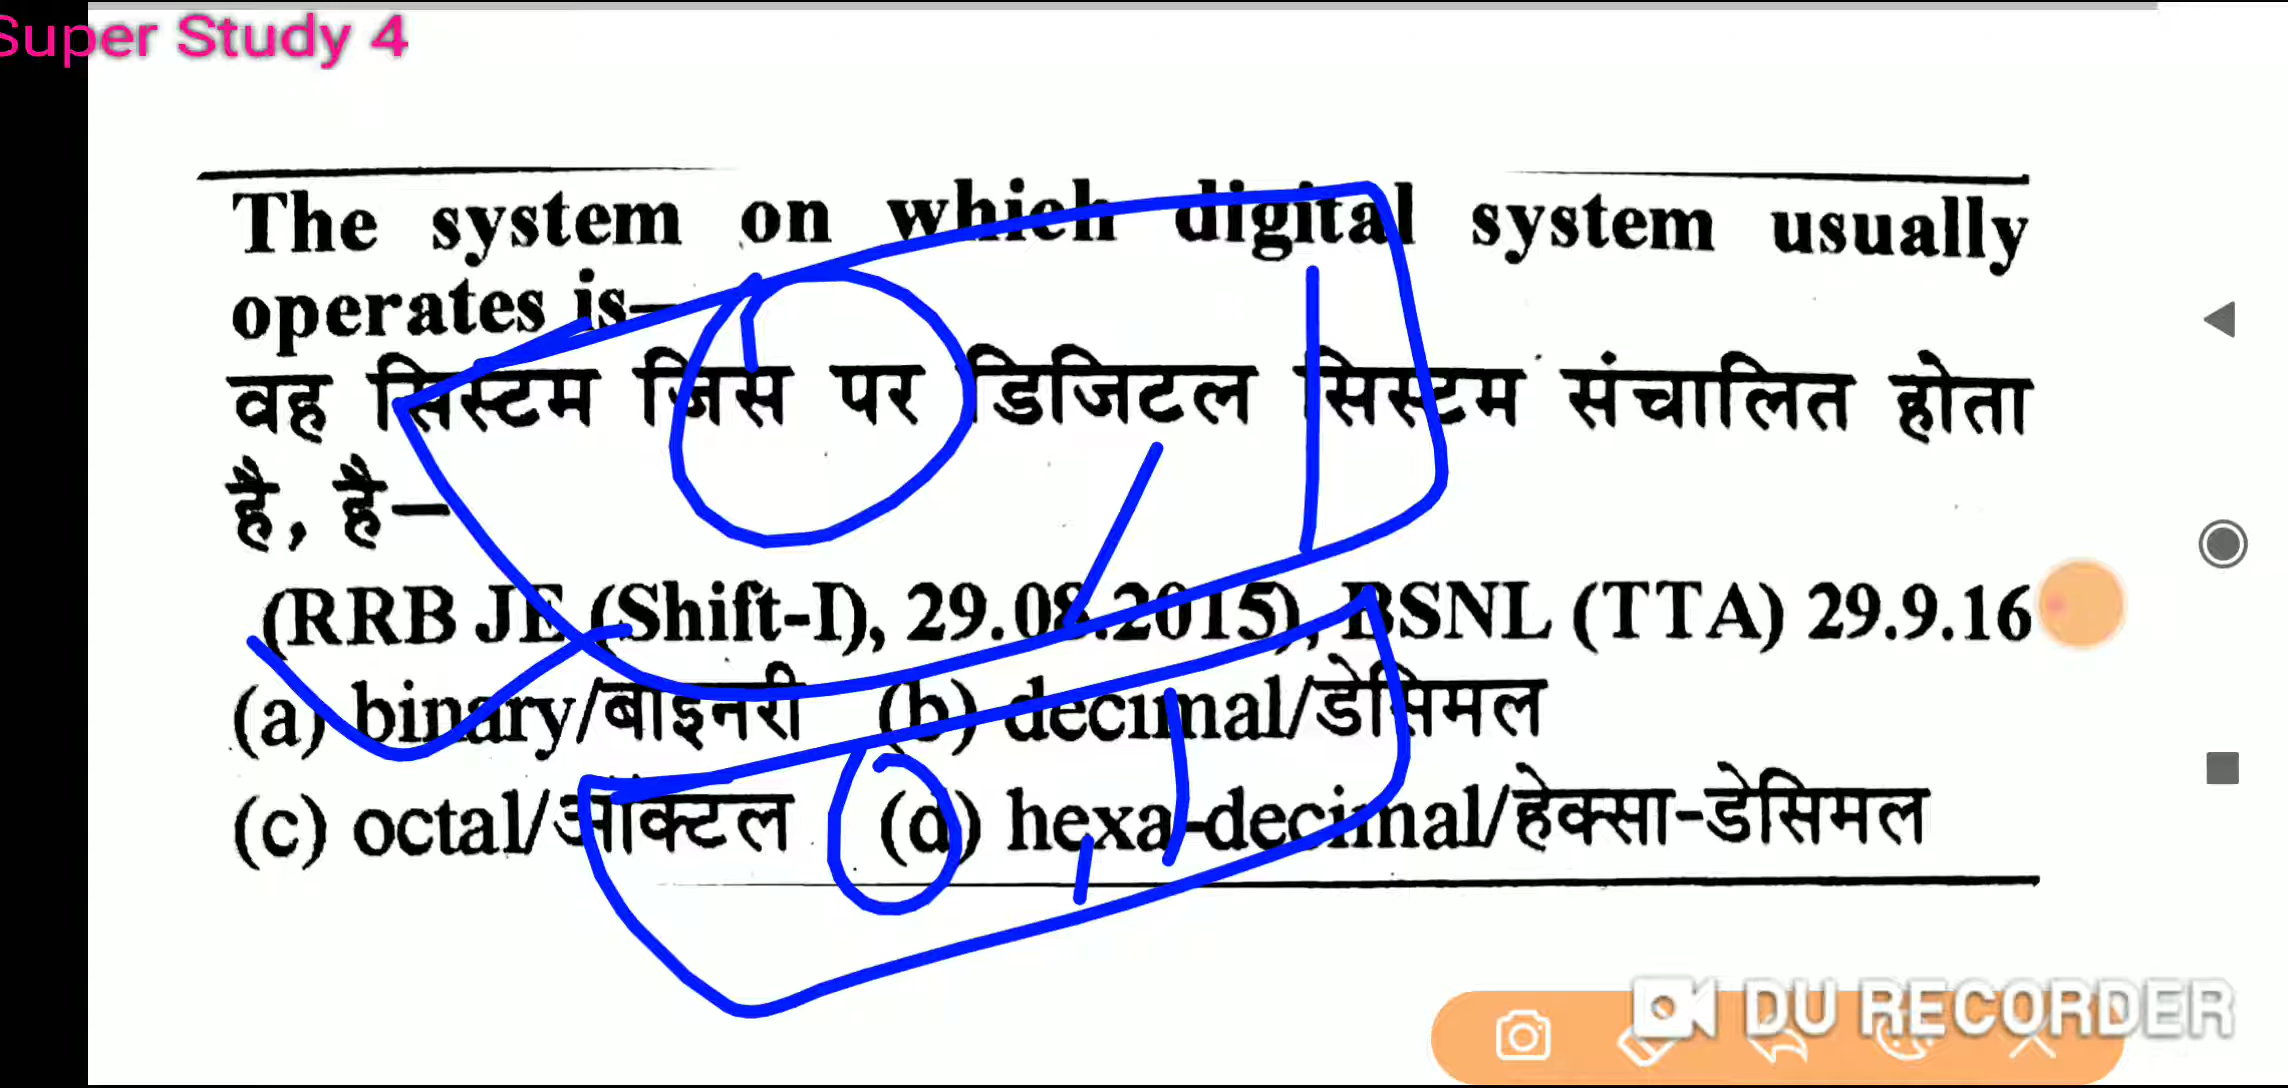 Super Study 4
The system on which digital system usually
operates is–
वह सिस्टम जिस पर डिजिटल सिस्टम संचालित होता
है, है–
(RRB JE (Shift-I), 29.08.2015), BSNL (TTA) 29.9.16
(a) binary/बाइनरी (b) decimal/डेसिमल
(c) octal/ऑक्टल (d) hexa-decimal/हेक्सा-डेसिमल
DU RECORDER